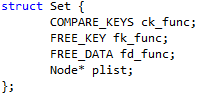 struct Set {
COMPARE_KEYS ck_func;
FREE_KEY fk_func;
FREE_DATA fd_func;
Node* plist;
};